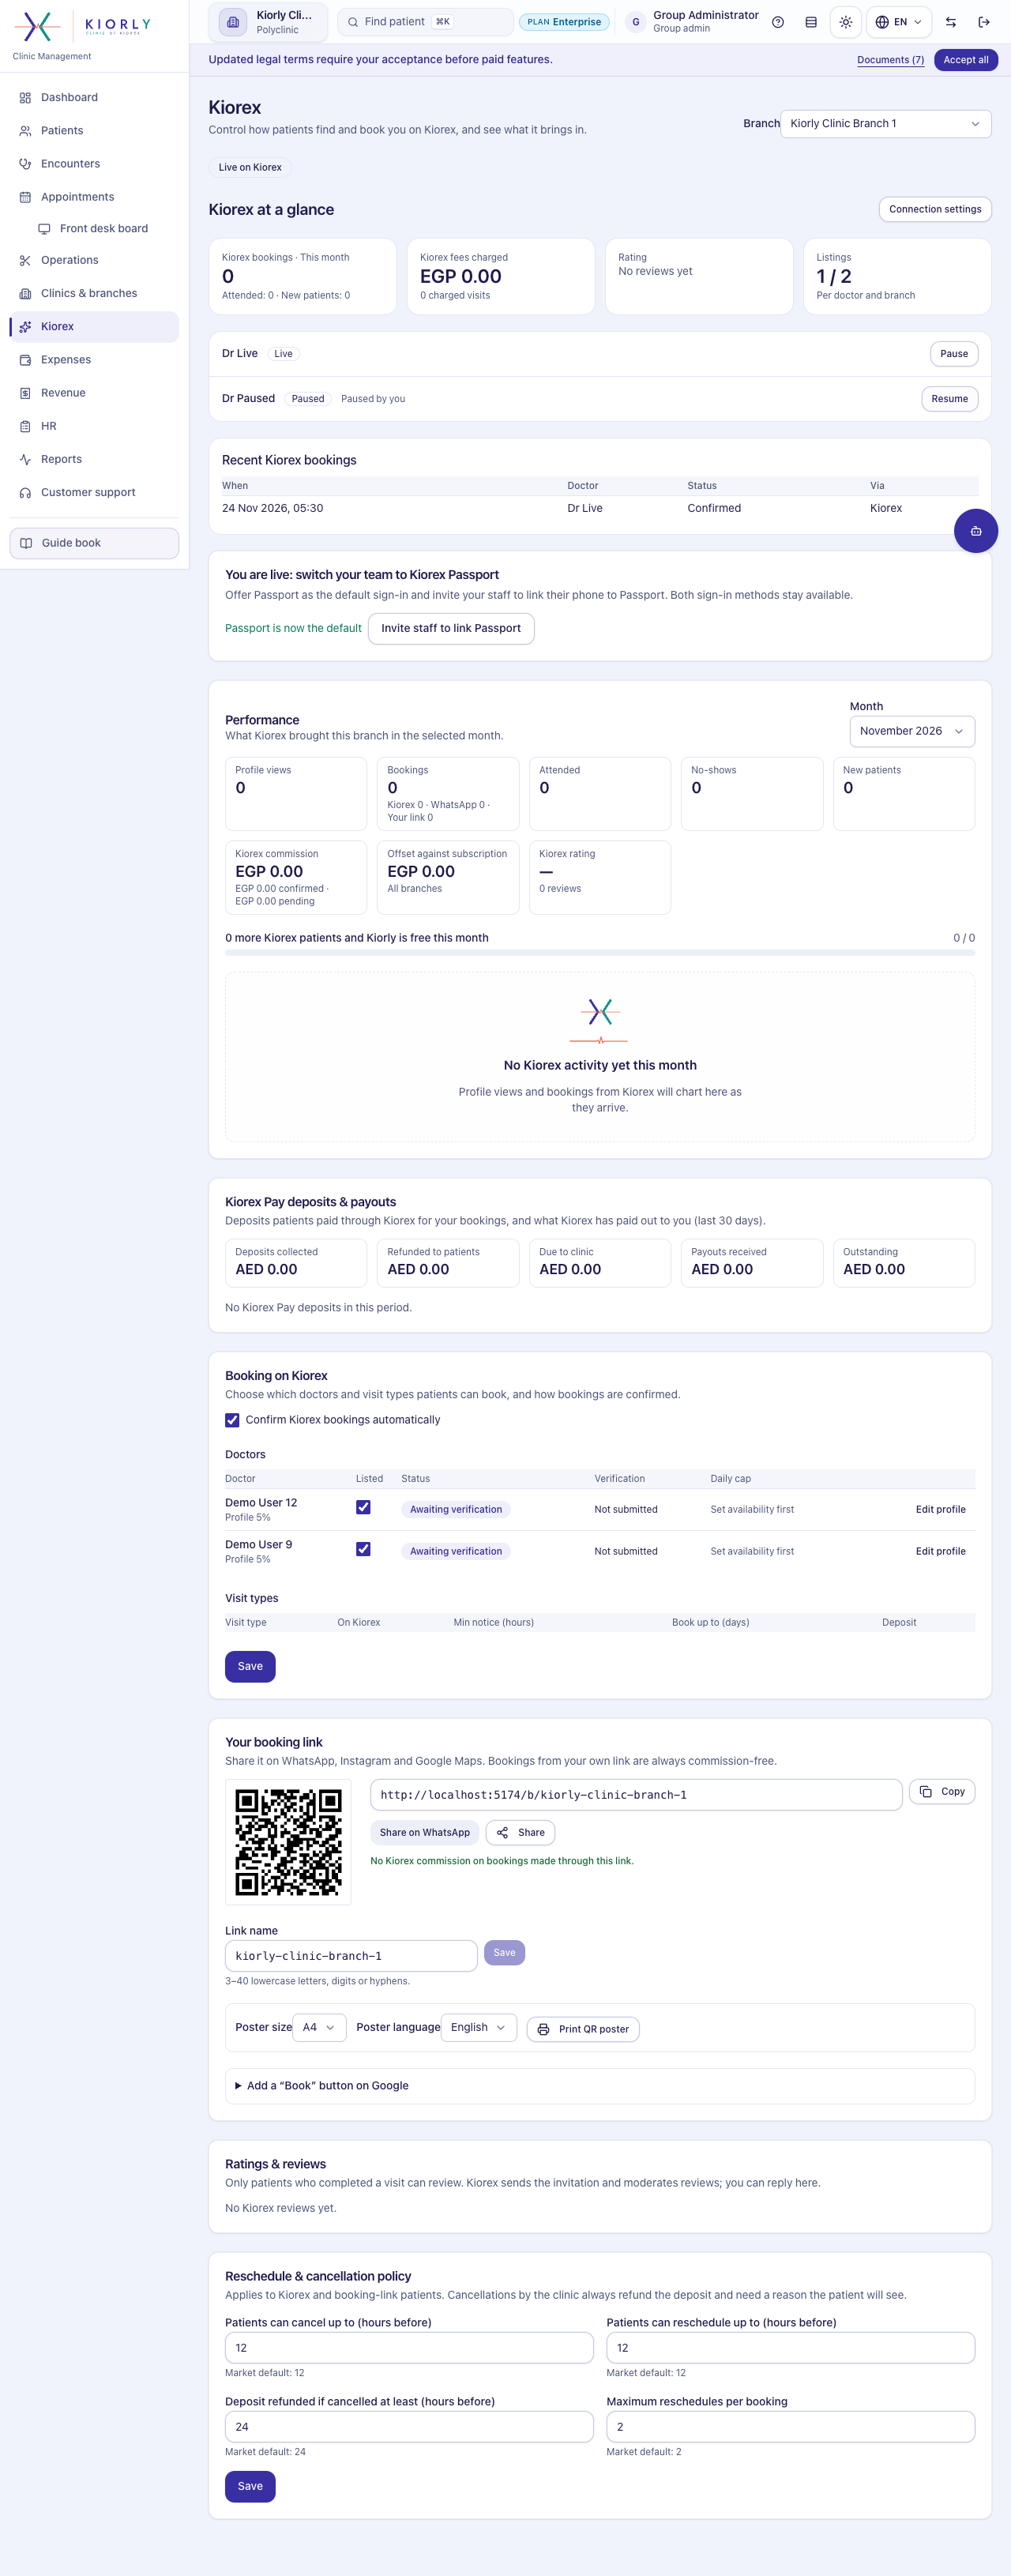 KIORLY
CLINIC BY KIOREX
Clinic Management
Dashboard
Patients
Encounters
Appointments
Front desk board
Operations
Clinics & branches
Kiorex
Expenses
Revenue
HR
Reports
Customer support
Guide book
Kiorly Cli...
Polyclinic
Find patient ⌘K
PLAN Enterprise
G
Group Administrator
Group admin
EN
Updated legal terms require your acceptance before paid features.
Documents (7)
Accept all
Kiorex
Control how patients find and book you on Kiorex, and see what it brings in.
Branch Kiorly Clinic Branch 1
Live on Kiorex
Kiorex at a glance
Connection settings
Kiorex bookings · This month
0
Attended: 0 · New patients: 0
Kiorex fees charged
EGP 0.00
0 charged visits
Rating
No reviews yet
Listings
1 / 2
Per doctor and branch
Dr Live Live Pause
Dr Paused Paused Paused by you Resume
Recent Kiorex bookings
When Doctor Status Via
24 Nov 2026, 05:30 Dr Live Confirmed Kiorex
You are live: switch your team to Kiorex Passport
Offer Passport as the default sign-in and invite your staff to link their phone to Passport. Both sign-in methods stay available.
Passport is now the default Invite staff to link Passport
Performance
What Kiorex brought this branch in the selected month.
Month
November 2026
Profile views
0
Bookings
0
Kiorex 0 · WhatsApp 0 ·
Your link 0
Attended
0
No-shows
0
New patients
0
Kiorex commission
EGP 0.00
EGP 0.00 confirmed ·
EGP 0.00 pending
Offset against subscription
EGP 0.00
All branches
Kiorex rating
—
0 reviews
0 more Kiorex patients and Kiorly is free this month 0 / 0
No Kiorex activity yet this month
Profile views and bookings from Kiorex will chart here as
they arrive.
Kiorex Pay deposits & payouts
Deposits patients paid through Kiorex for your bookings, and what Kiorex has paid out to you (last 30 days).
Deposits collected
AED 0.00
Refunded to patients
AED 0.00
Due to clinic
AED 0.00
Payouts received
AED 0.00
Outstanding
AED 0.00
No Kiorex Pay deposits in this period.
Booking on Kiorex
Choose which doctors and visit types patients can book, and how bookings are confirmed.
Confirm Kiorex bookings automatically
Doctors
Doctor Listed Status Verification Daily cap
Demo User 12
Profile 5%
Awaiting verification Not submitted Set availability first Edit profile
Demo User 9
Profile 5%
Awaiting verification Not submitted Set availability first Edit profile
Visit types
Visit type On Kiorex Min notice (hours) Book up to (days) Deposit
Save
Your booking link
Share it on WhatsApp, Instagram and Google Maps. Bookings from your own link are always commission-free.
http://localhost:5174/b/kiorly-clinic-branch-1
Copy
Share on WhatsApp
Share
No Kiorex commission on bookings made through this link.
Link name
kiorly-clinic-branch-1
Save
3–40 lowercase letters, digits or hyphens.
Poster size A4 Poster language English Print QR poster
Add a “Book” button on Google
Ratings & reviews
Only patients who completed a visit can review. Kiorex sends the invitation and moderates reviews; you can reply here.
No Kiorex reviews yet.
Reschedule & cancellation policy
Applies to Kiorex and booking-link patients. Cancellations by the clinic always refund the deposit and need a reason the patient will see.
Patients can cancel up to (hours before)
12
Market default: 12
Patients can reschedule up to (hours before)
12
Market default: 12
Deposit refunded if cancelled at least (hours before)
24
Market default: 24
Maximum reschedules per booking
2
Market default: 2
Save